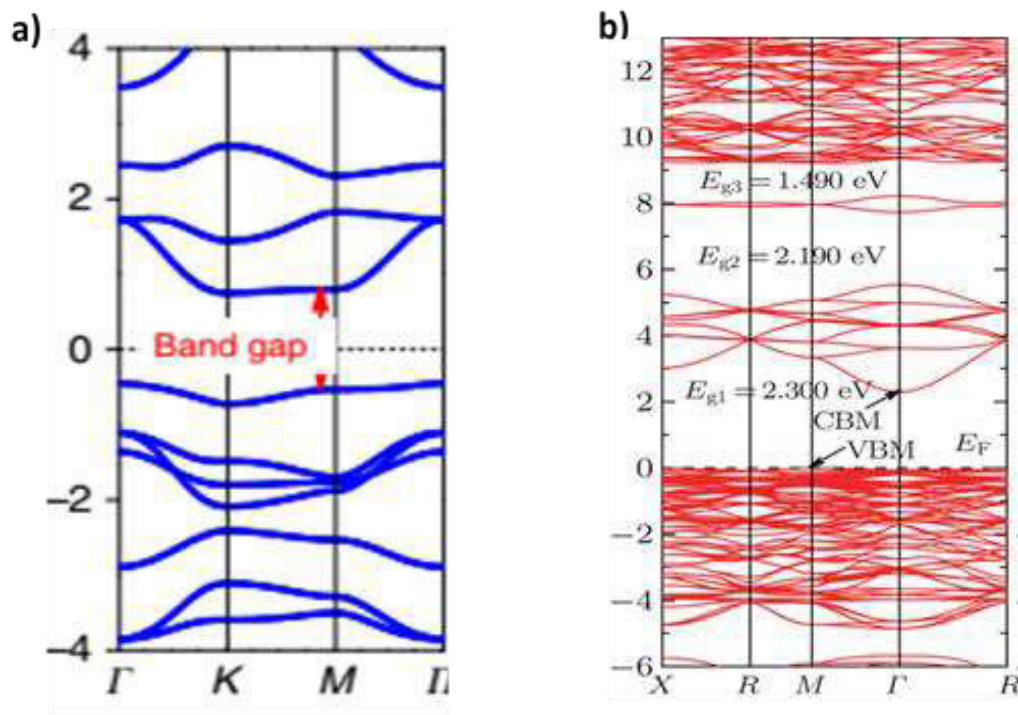 a)
4
2
0
−2
−4
Band gap
Γ K M Γ
b)
12
10
8
6
4
2
0
−2
−4
−6
E_g3 = 1.490 eV
E_g2 = 2.190 eV
E_g1 = 2.300 eV
CBM
VBM
E_F
X R M Γ R